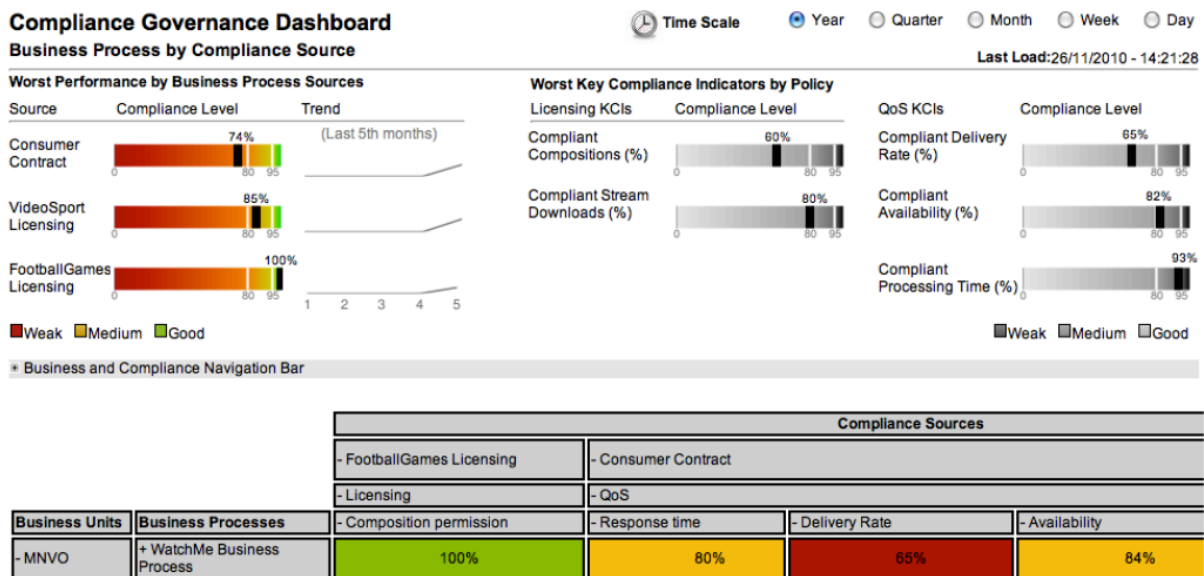 Compliance Governance Dashboard
Time Scale
Year Quarter Month Week Day
Business Process by Compliance Source
Last Load:26/11/2010 - 14:21:28
Worst Performance by Business Process Sources
Source Compliance Level Trend
Consumer
Contract
74%
0 80 95
(Last 5th months)
VideoSport
Licensing
85%
0 80 95
FootballGames
Licensing
100%
0 80 95
1 2 3 4 5
Weak Medium Good
Worst Key Compliance Indicators by Policy
Licensing KCIs Compliance Level
Compliant
Compositions (%)
60%
0 80 95
Compliant Stream
Downloads (%)
80%
0 80 95
QoS KCIs Compliance Level
Compliant Delivery
Rate (%)
65%
0 80 95
Compliant
Availability (%)
82%
0 80 95
Compliant
Processing Time (%)
93%
0 80 95
Weak Medium Good
+ Business and Compliance Navigation Bar
Compliance Sources
- FootballGames Licensing - Consumer Contract
- Licensing - QoS
Business Units Business Processes - Composition permission - Response time - Delivery Rate - Availability
- MNVO + WatchMe Business
Process 100% 80% 65% 84%